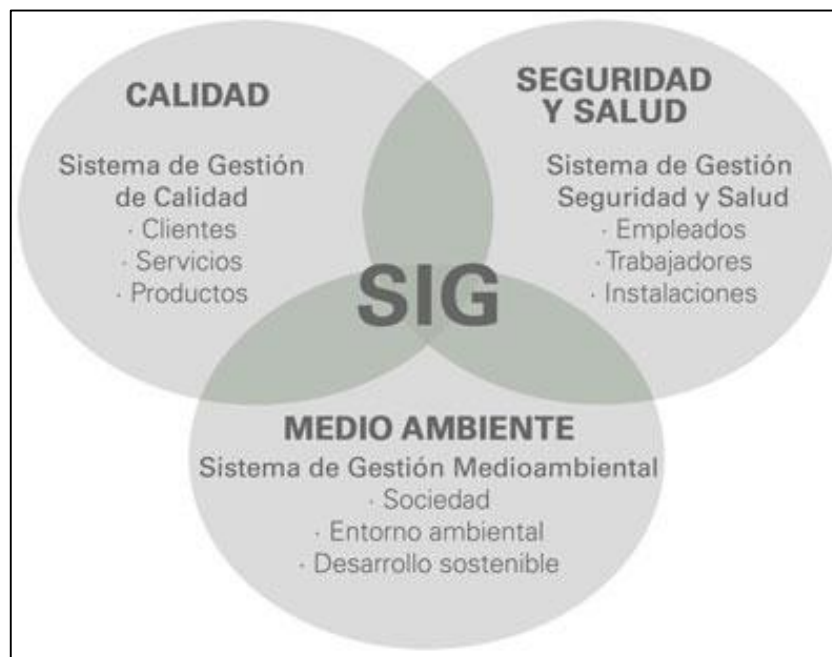 CALIDAD
Sistema de Gestión
de Calidad
· Clientes
· Servicios
· Productos
SEGURIDAD
Y SALUD
Sistema de Gestión
Seguridad y Salud
· Empleados
· Trabajadores
· Instalaciones
SIG
MEDIO AMBIENTE
Sistema de Gestión Medioambiental
· Sociedad
· Entorno ambiental
· Desarrollo sostenible